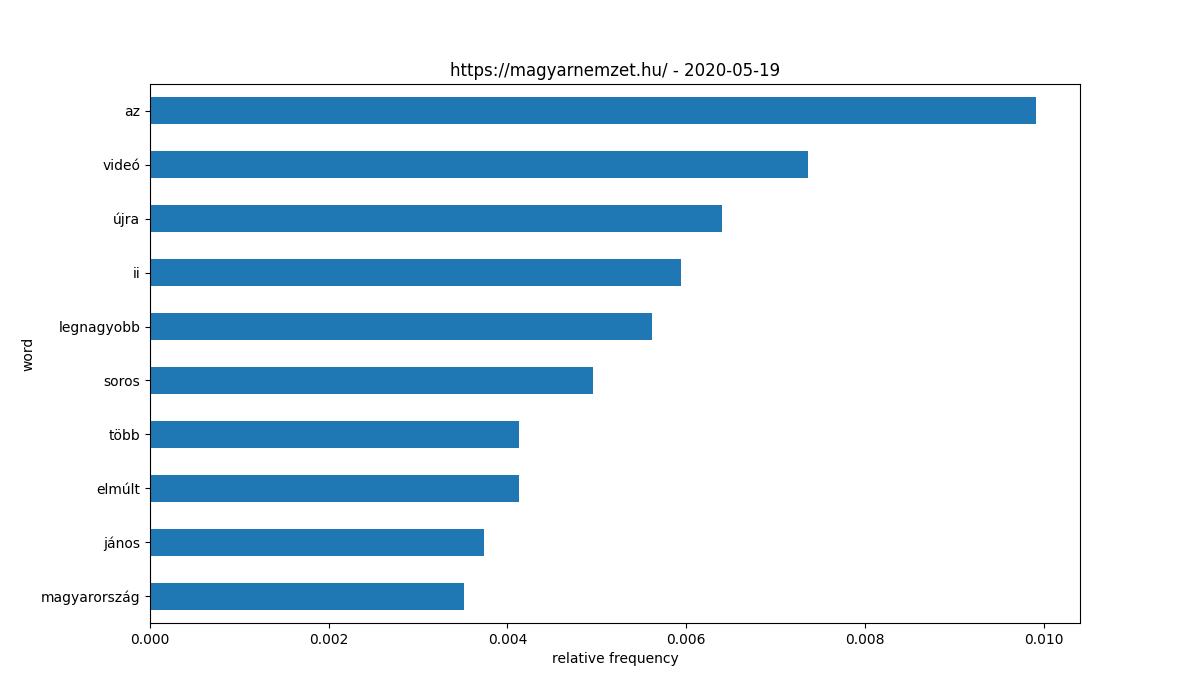 https://magyarnemzet.hu/ - 2020-05-19
az
videó
újra
ii
legnagyobb
soros
több
elmúlt
jános
magyarország
word
0.000 0.002 0.004 0.006 0.008 0.010
relative frequency